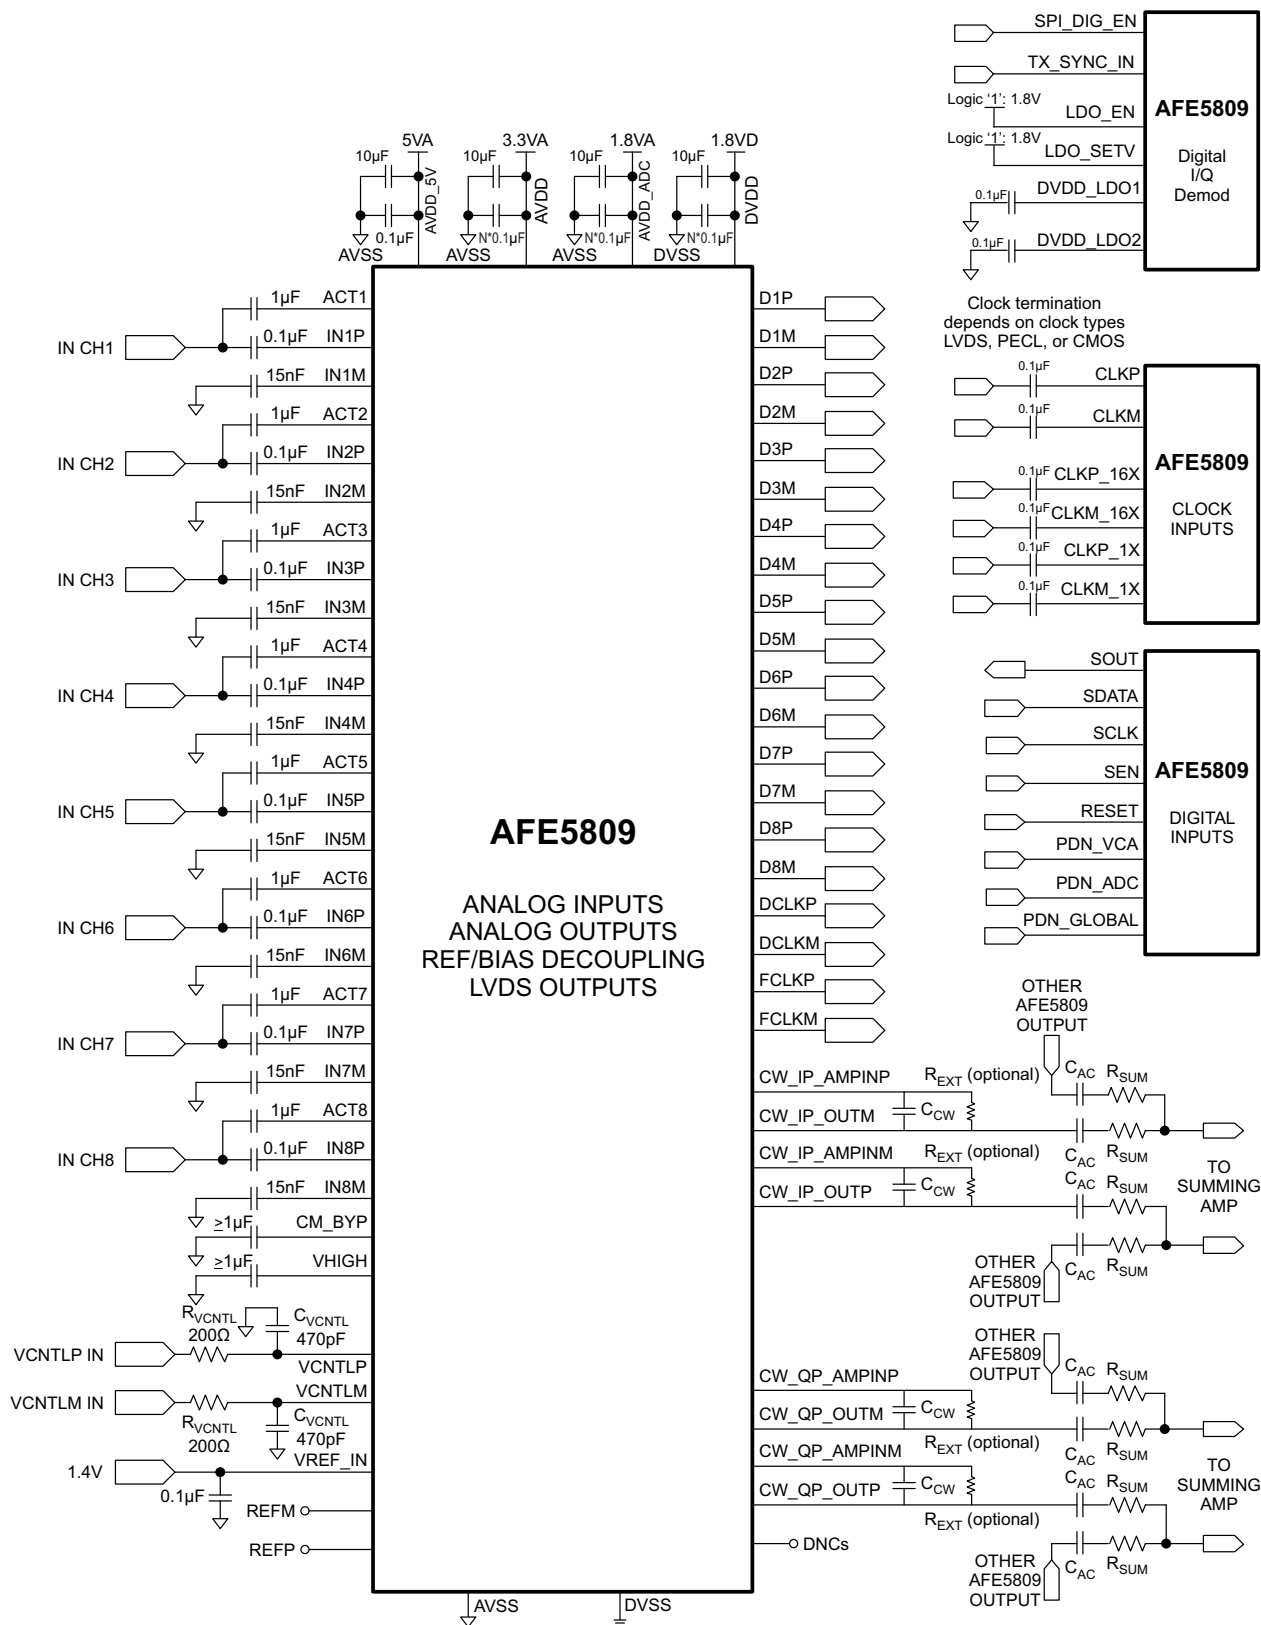 SPI_DIG_EN
TX_SYNC_IN
Logic '1': 1.8V
LDO_EN
Logic '1': 1.8V
LDO_SETV
0.1µF DVDD_LDO1
0.1µF DVDD_LDO2
AFE5809
Digital
I/Q
Demod
5VA 3.3VA 1.8VA 1.8VD
10µF 10µF 10µF 10µF
AVDD_5V AVDD AVDD_ADC DVDD
0.1µF N*0.1µF N*0.1µF N*0.1µF
AVSS AVSS AVSS DVSS
1µF ACT1
IN CH1 0.1µF IN1P
15nF IN1M
1µF ACT2
IN CH2 0.1µF IN2P
15nF IN2M
1µF ACT3
IN CH3 0.1µF IN3P
15nF IN3M
1µF ACT4
IN CH4 0.1µF IN4P
15nF IN4M
1µF ACT5
IN CH5 0.1µF IN5P
15nF IN5M
1µF ACT6
IN CH6 0.1µF IN6P
15nF IN6M
1µF ACT7
IN CH7 0.1µF IN7P
15nF IN7M
1µF ACT8
IN CH8 0.1µF IN8P
15nF IN8M
≥1µF CM_BYP
≥1µF VHIGH
RVCNTL
200Ω
CVCNTL
470pF
VCNTLP IN VCNTLP
VCNTLM IN VCNTLM
RVCNTL
200Ω
CVCNTL
470pF
1.4V VREF_IN
0.1µF
REFM
REFP
AFE5809
ANALOG INPUTS
ANALOG OUTPUTS
REF/BIAS DECOUPLING
LVDS OUTPUTS
AVSS DVSS
D1P
D1M
D2P
D2M
D3P
D3M
D4P
D4M
D5P
D5M
D6P
D6M
D7P
D7M
D8P
D8M
DCLKP
DCLKM
FCLKP
FCLKM
Clock termination
depends on clock types
LVDS, PECL, or CMOS
0.1µF CLKP
0.1µF CLKM
0.1µF CLKP_16X
0.1µF CLKM_16X
0.1µF CLKP_1X
0.1µF CLKM_1X
AFE5809
CLOCK
INPUTS
SOUT
SDATA
SCLK
SEN
RESET
PDN_VCA
PDN_ADC
PDN_GLOBAL
AFE5809
DIGITAL
INPUTS
OTHER
AFE5809
OUTPUT
CAC RSUM
CW_IP_AMPINP REXT (optional)
CW_IP_OUTM CCW
CAC RSUM
CW_IP_AMPINM REXT (optional)
CW_IP_OUTP CCW
CAC RSUM
TO
SUMMING
AMP
CAC RSUM
OTHER
AFE5809
OUTPUT
OTHER
AFE5809
OUTPUT
CAC RSUM
CW_QP_AMPINP
CW_QP_OUTM CCW
REXT (optional)
CAC RSUM
CW_QP_AMPINM
CW_QP_OUTP CCW
REXT (optional)
CAC RSUM
TO
SUMMING
AMP
CAC RSUM
OTHER
AFE5809
OUTPUT
DNCs